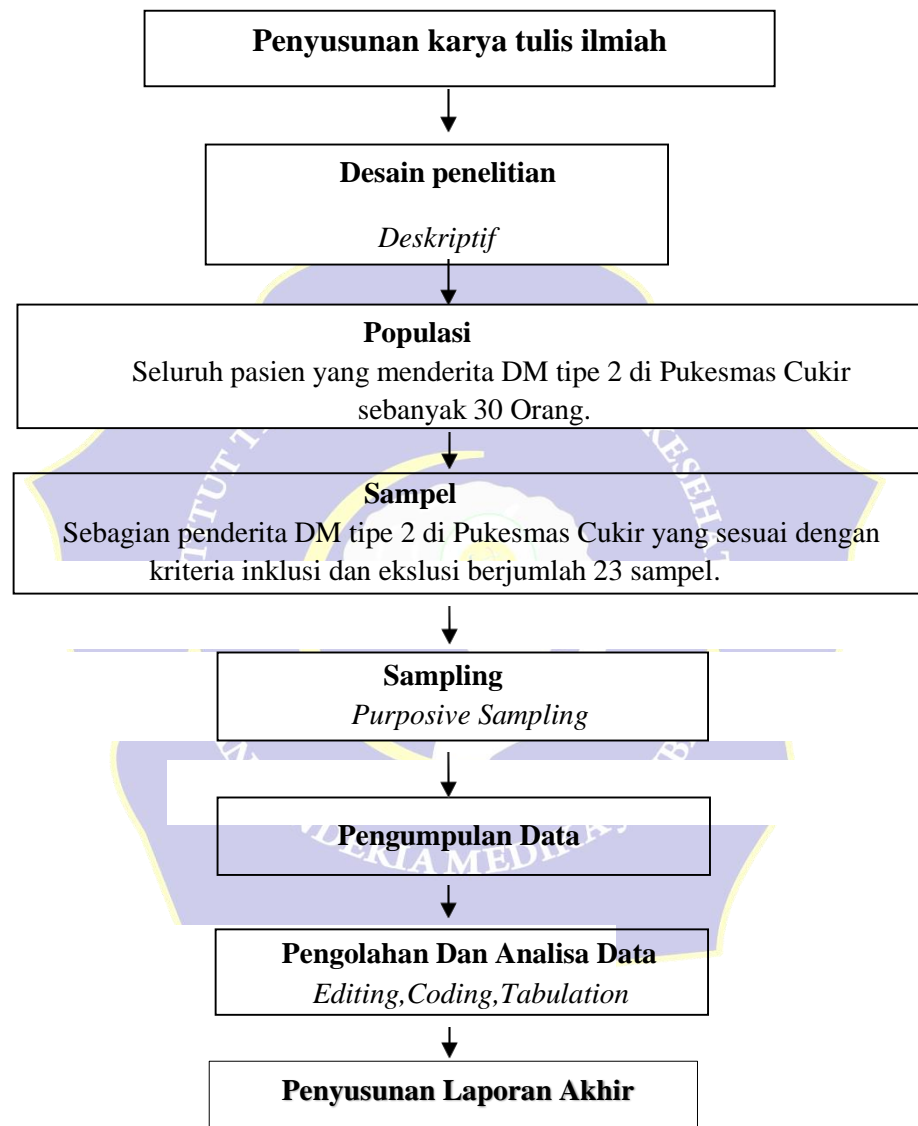 Penyusunan karya tulis ilmiah
Desain penelitian
Deskriptif
Populasi
Seluruh pasien yang menderita DM tipe 2 di Pukesmas Cukir
sebanyak 30 Orang.
Sampel
Sebagian penderita DM tipe 2 di Pukesmas Cukir yang sesuai dengan
kriteria inklusi dan ekslusi berjumlah 23 sampel.
Sampling
Purposive Sampling
Pengumpulan Data
Pengolahan Dan Analisa Data
Editing,Coding,Tabulation
Penyusunan Laporan Akhir